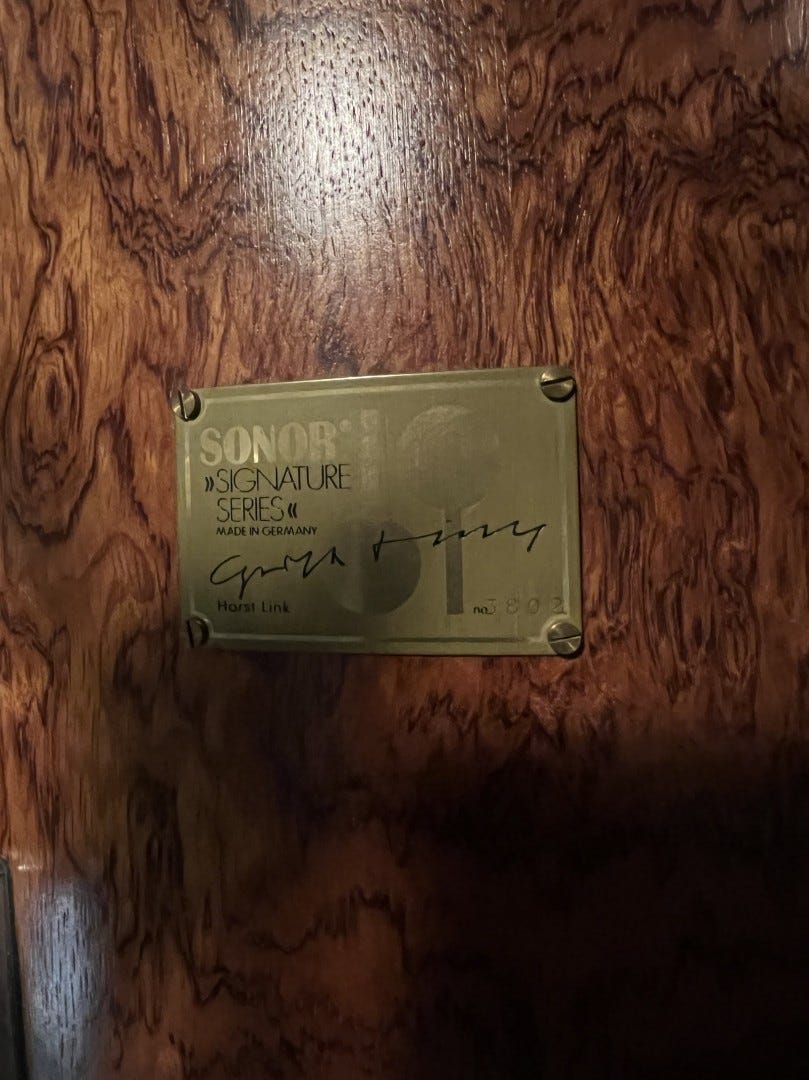 SONOR®
»SIGNATURE
SERIES«
MADE IN GERMANY
Horst Link
no. 3802